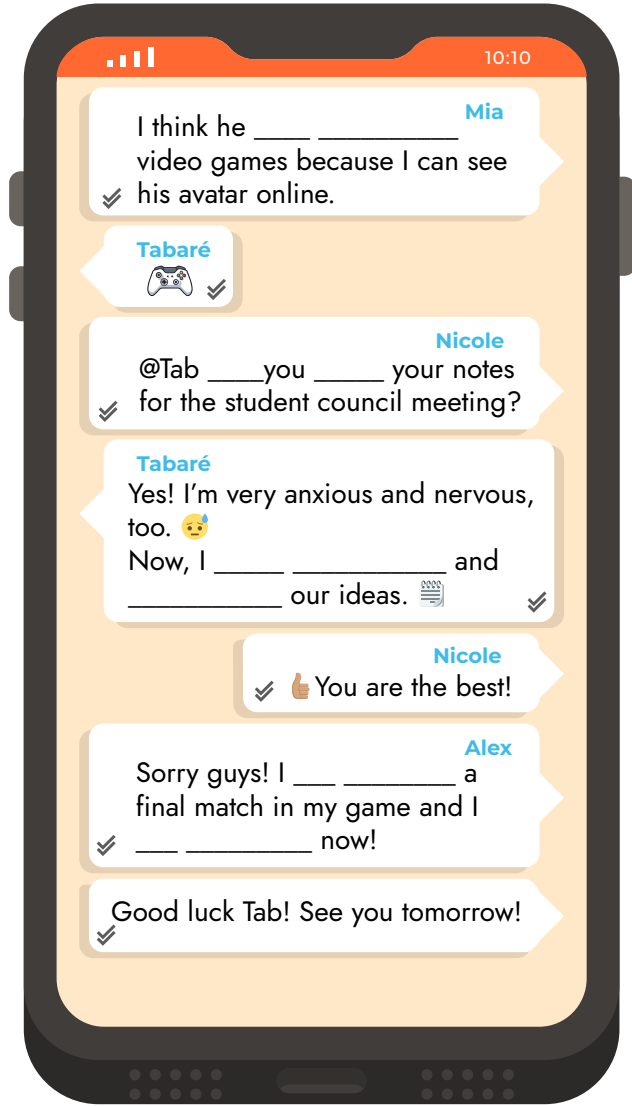 10:10
Mia
I think he ____ __________
video games because I can see
his avatar online.
Tabaré
Nicole
@Tab ____you _____ your notes
for the student council meeting?
Tabaré
Yes! I’m very anxious and nervous,
too. 😓
Now, I _____ ___________ and
___________ our ideas. 🗒️
Nicole
👍🏽You are the best!
Alex
Sorry guys! I ___ ________ a
final match in my game and I
___ _________ now!
Good luck Tab! See you tomorrow!